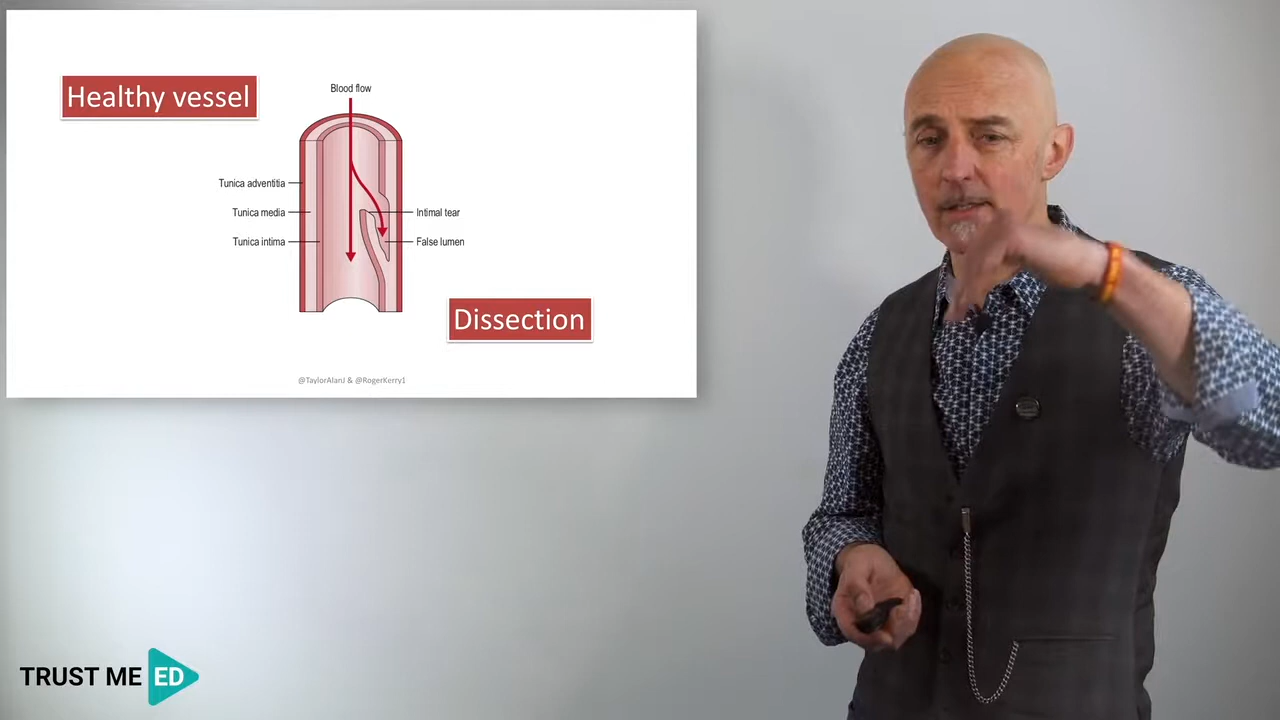 Healthy vessel
Blood flow
Tunica adventitia
Tunica media
Intimal tear
Tunica intima
False lumen
Dissection
@TaylorAlanJ & @RogerKerry1
TRUST ME ED